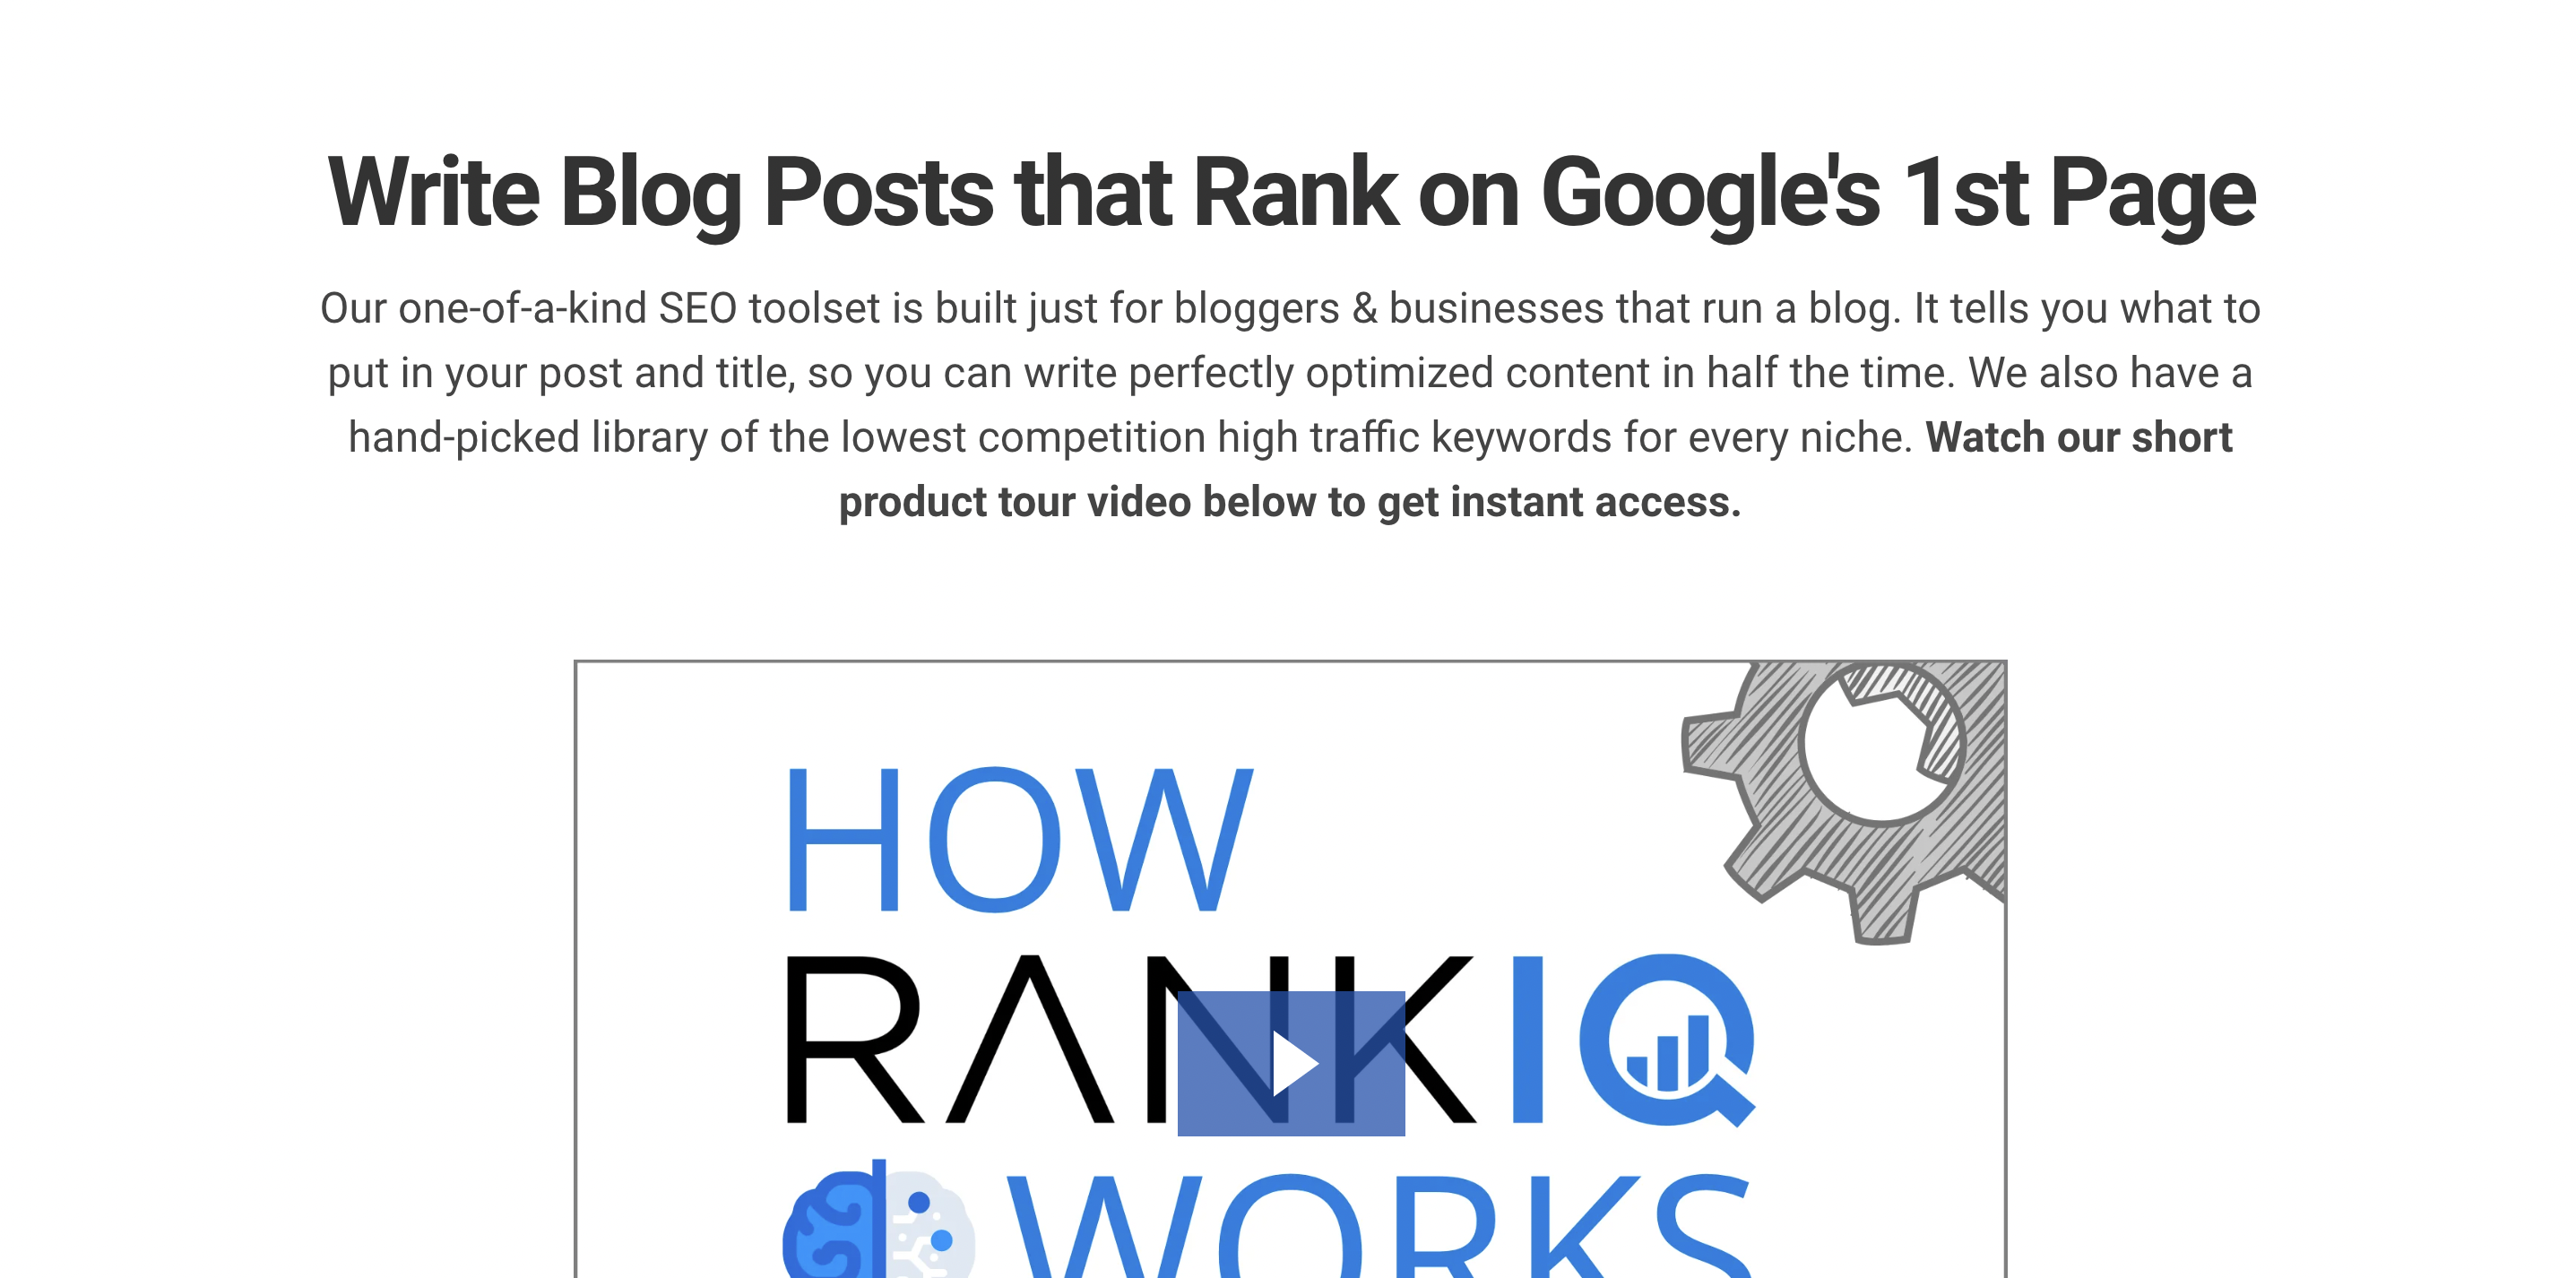 Write Blog Posts that Rank on Google's 1st Page
Our one-of-a-kind SEO toolset is built just for bloggers & businesses that run a blog. It tells you what to
put in your post and title, so you can write perfectly optimized content in half the time. We also have a
hand-picked library of the lowest competition high traffic keywords for every niche. Watch our short
product tour video below to get instant access.
HOW
RANKIQ
WORKS